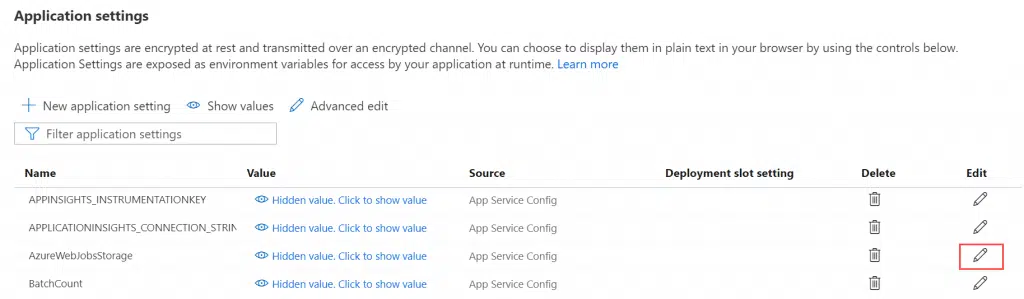 Application settings
Application settings are encrypted at rest and transmitted over an encrypted channel. You can choose to display them in plain text in your browser by using the controls below.
Application Settings are exposed as environment variables for access by your application at runtime. Learn more
New application setting Show values Advanced edit
Filter application settings
Name Value Source Deployment slot setting Delete Edit
APPINSIGHTS_INSTRUMENTATIONKEY Hidden value. Click to show value App Service Config
APPLICATIONINSIGHTS_CONNECTION_STRIN Hidden value. Click to show value App Service Config
AzureWebJobsStorage Hidden value. Click to show value App Service Config
BatchCount Hidden value. Click to show value App Service Config